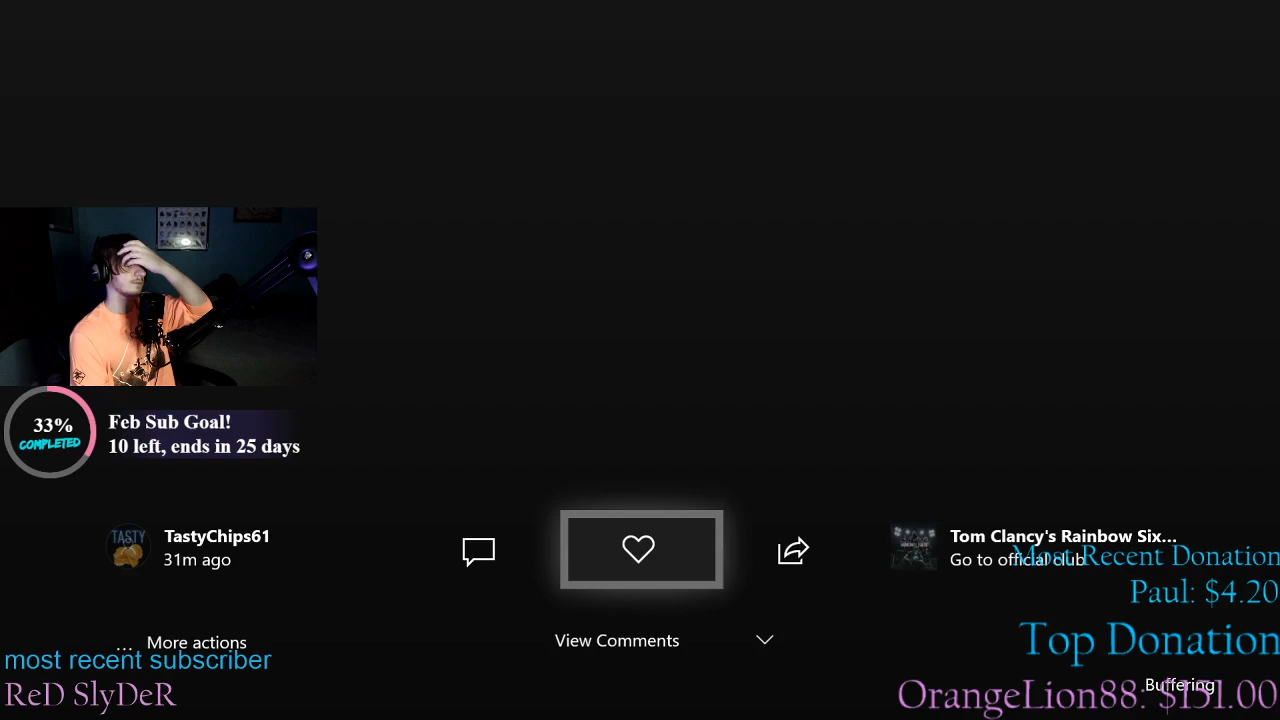 33%
COMPLETED
Feb Sub Goal!
10 left, ends in 25 days
TASTY
TastyChips61
31m ago
Tom Clancy's Rainbow Six...
Go to official club
Most Recent Donation
Paul: $4.20
Top Donation
OrangeLion88: $151.00
Buffering
... More actions
View Comments
most recent subscriber
ReD SlyDeR